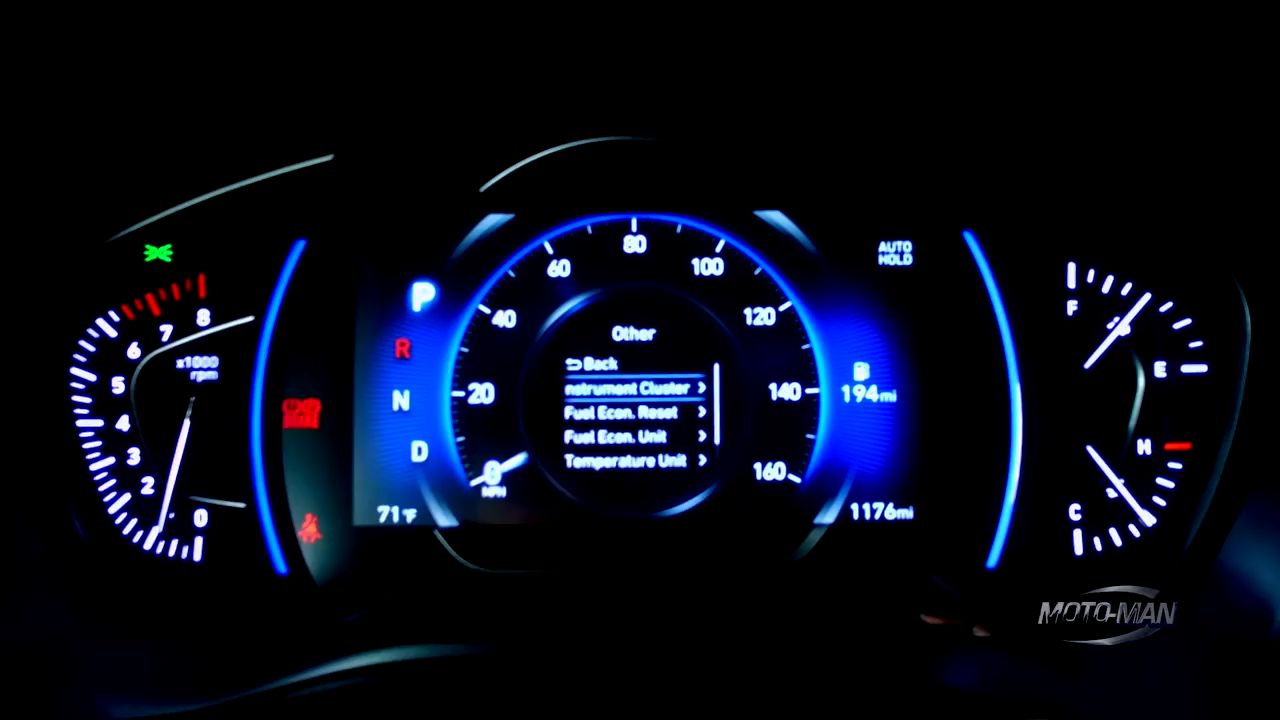 8
7
6
5
4
3
2
0
x1000
rpm
BRAKE
P
R
N
D
71°F
0
MPH
20
40
60
80
100
120
140
160
Other
Back
nstrument Cluster
Fuel Econ. Reset
Fuel Econ. Unit
Temperature Unit
AUTO
HOLD
194mi
1176mi
F
E
H
C
MOTO-MAN